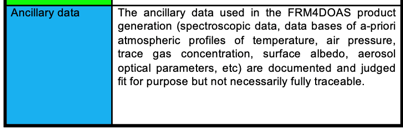 Ancillary data
The ancillary data used in the FRM4DOAS product
generation (spectroscopic data, data bases of a-priori
atmospheric profiles of temperature, air pressure,
trace gas concentration, surface albedo, aerosol
optical parameters, etc) are documented and judged
fit for purpose but not necessarily fully traceable.